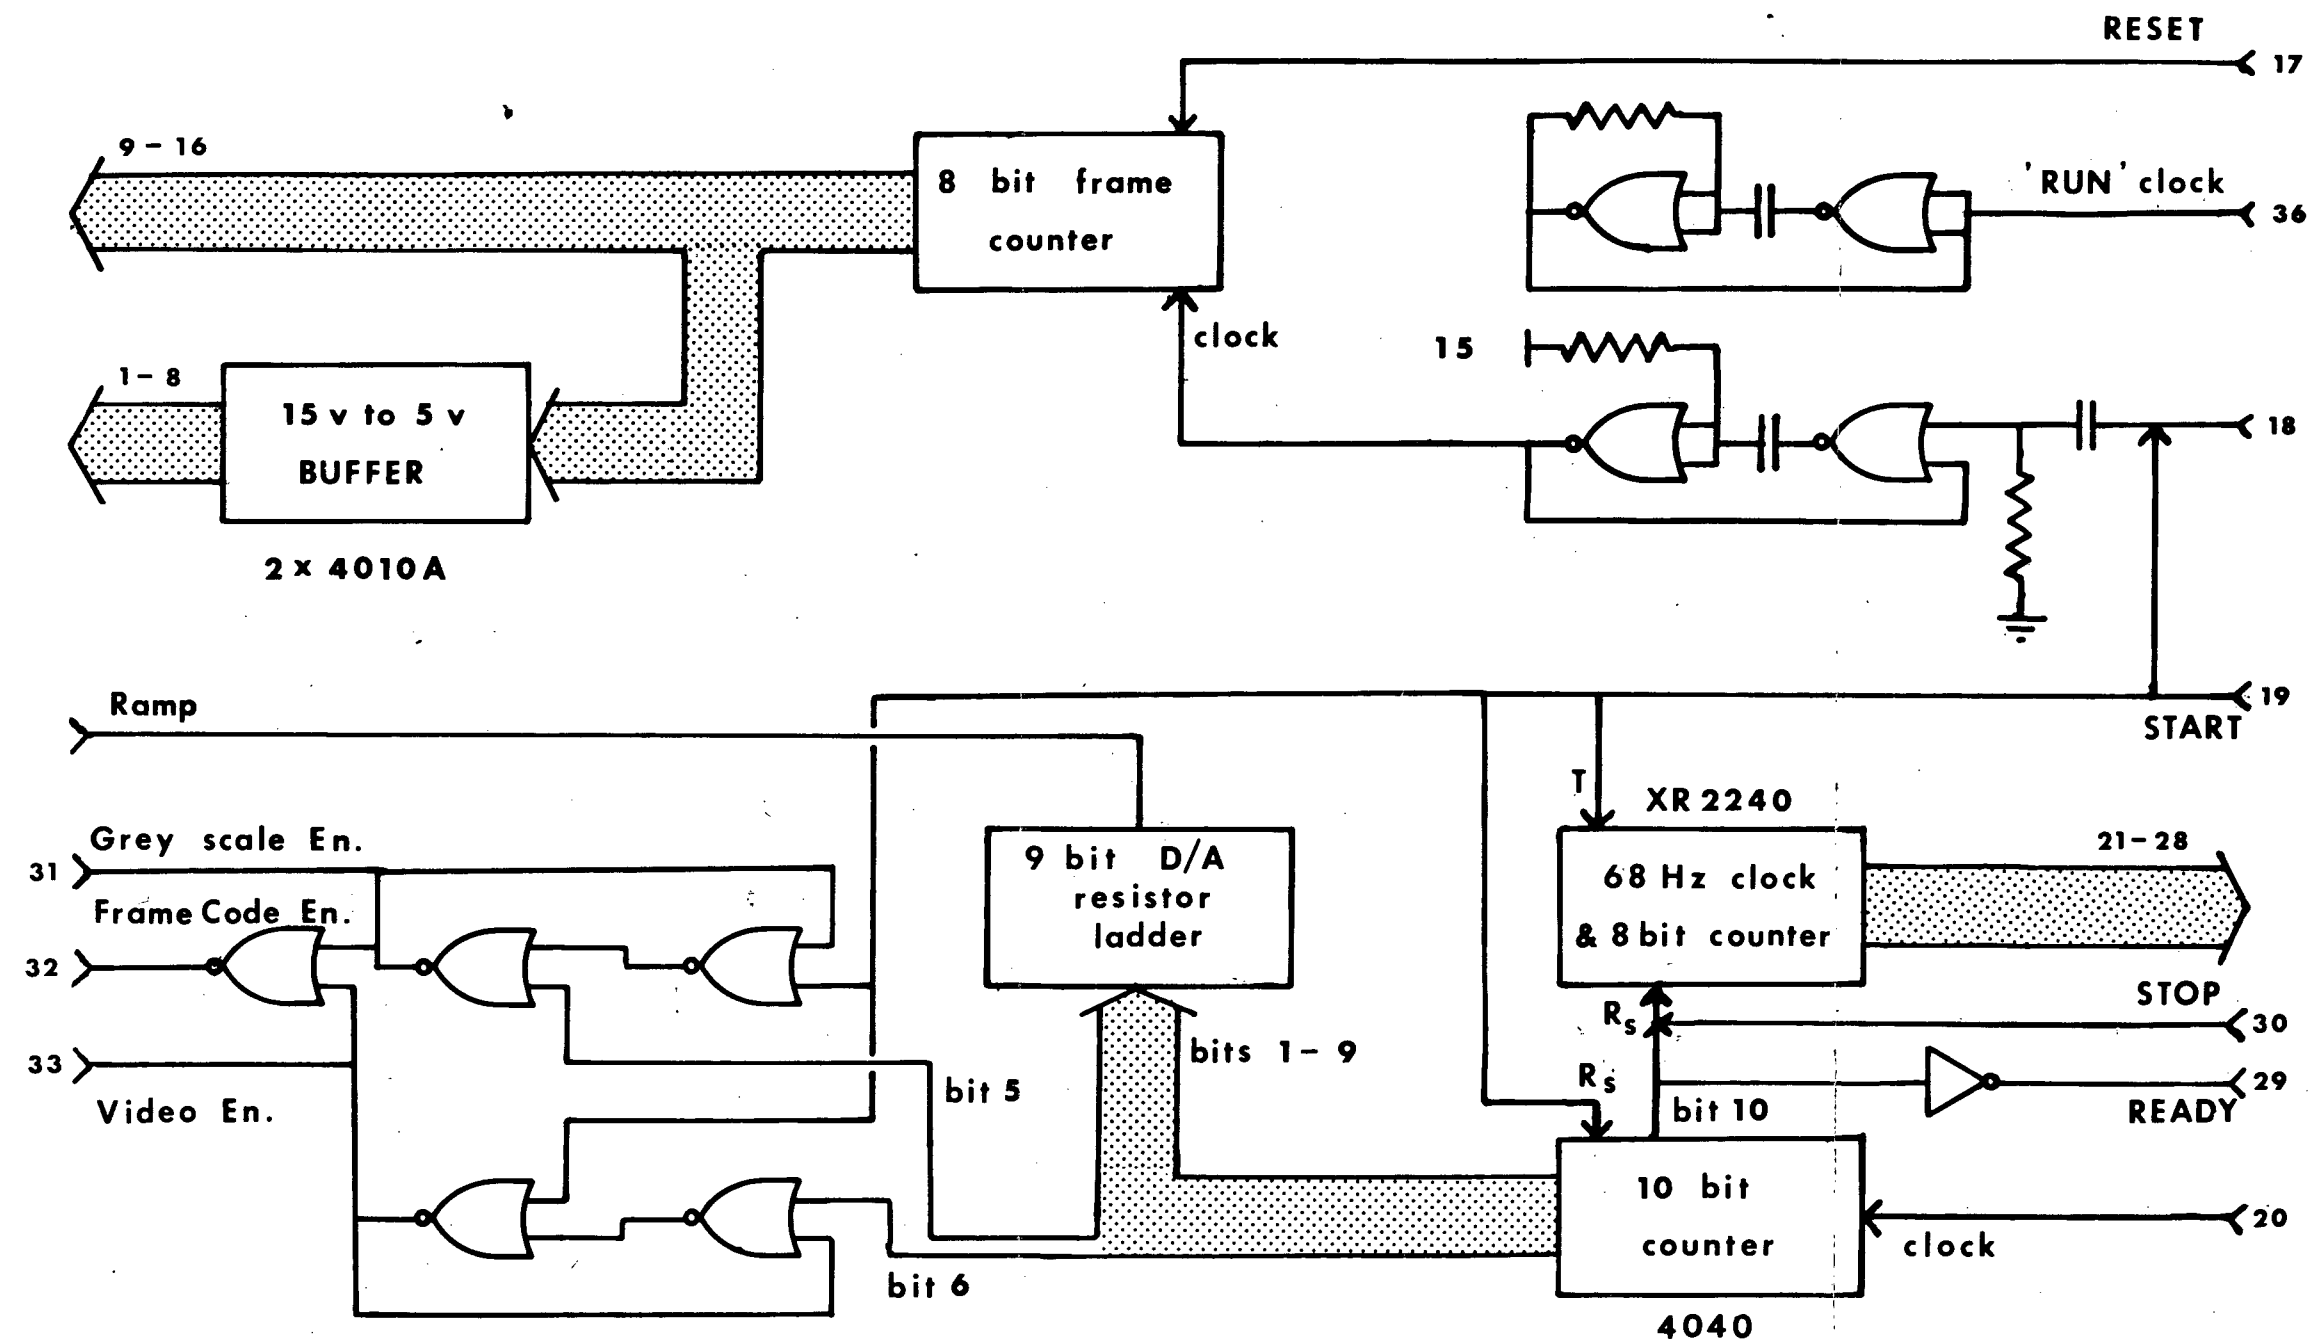 RESET
17
9 - 16
8 bit frame
counter
'RUN' clock
36
clock
15
1 - 8
15 v to 5 v
BUFFER
18
2 x 4010A
19
START
Ramp
T
XR 2240
Grey scale En.
31
9 bit D/A
resistor
ladder
68 Hz clock
& 8 bit counter
21 - 28
Frame Code En.
32
STOP
Rs
30
33
bits 1 - 9
Rs
29
Video En.
bit 5
bit 10
READY
10 bit
counter
20
clock
bit 6
4040